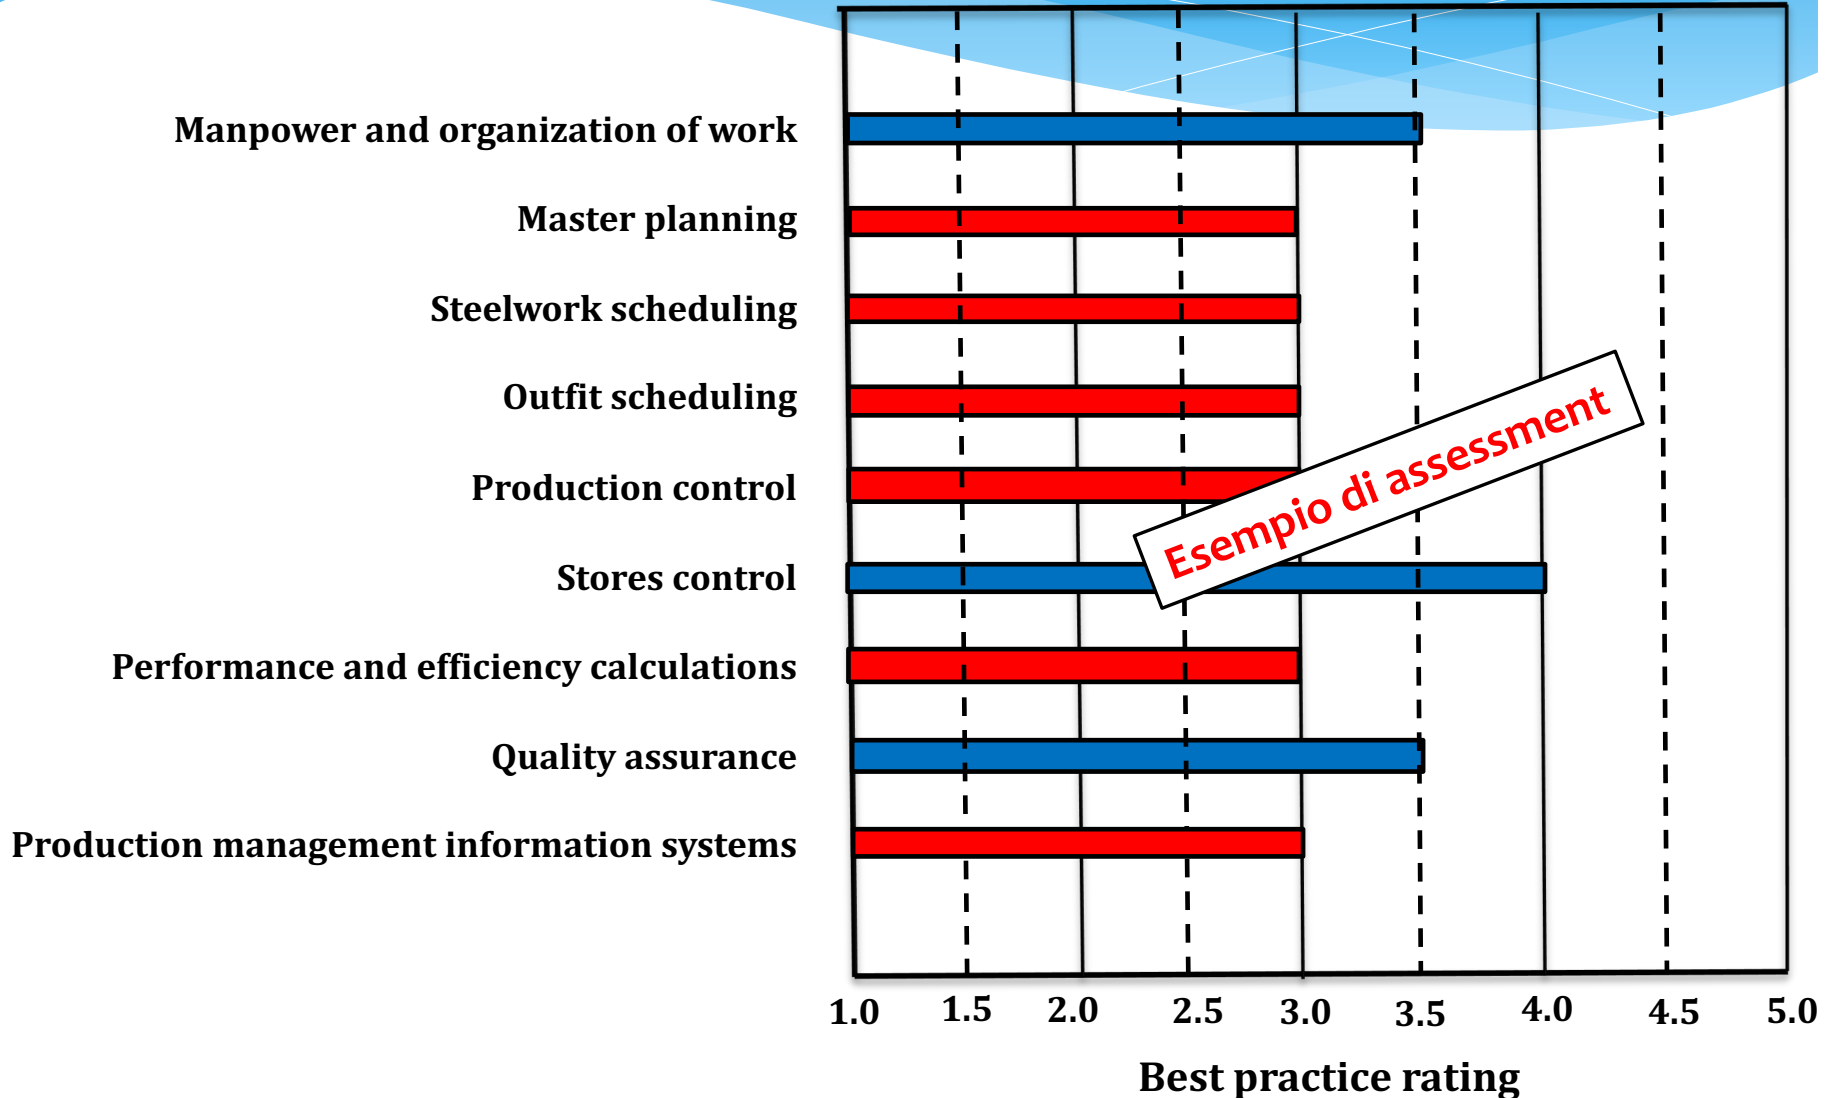 Manpower and organization of work
Master planning
Steelwork scheduling
Outfit scheduling
Production control
Esempio di assessment
Stores control
Performance and efficiency calculations
Quality assurance
Production management information systems
1.0 1.5 2.0 2.5 3.0 3.5 4.0 4.5 5.0
Best practice rating